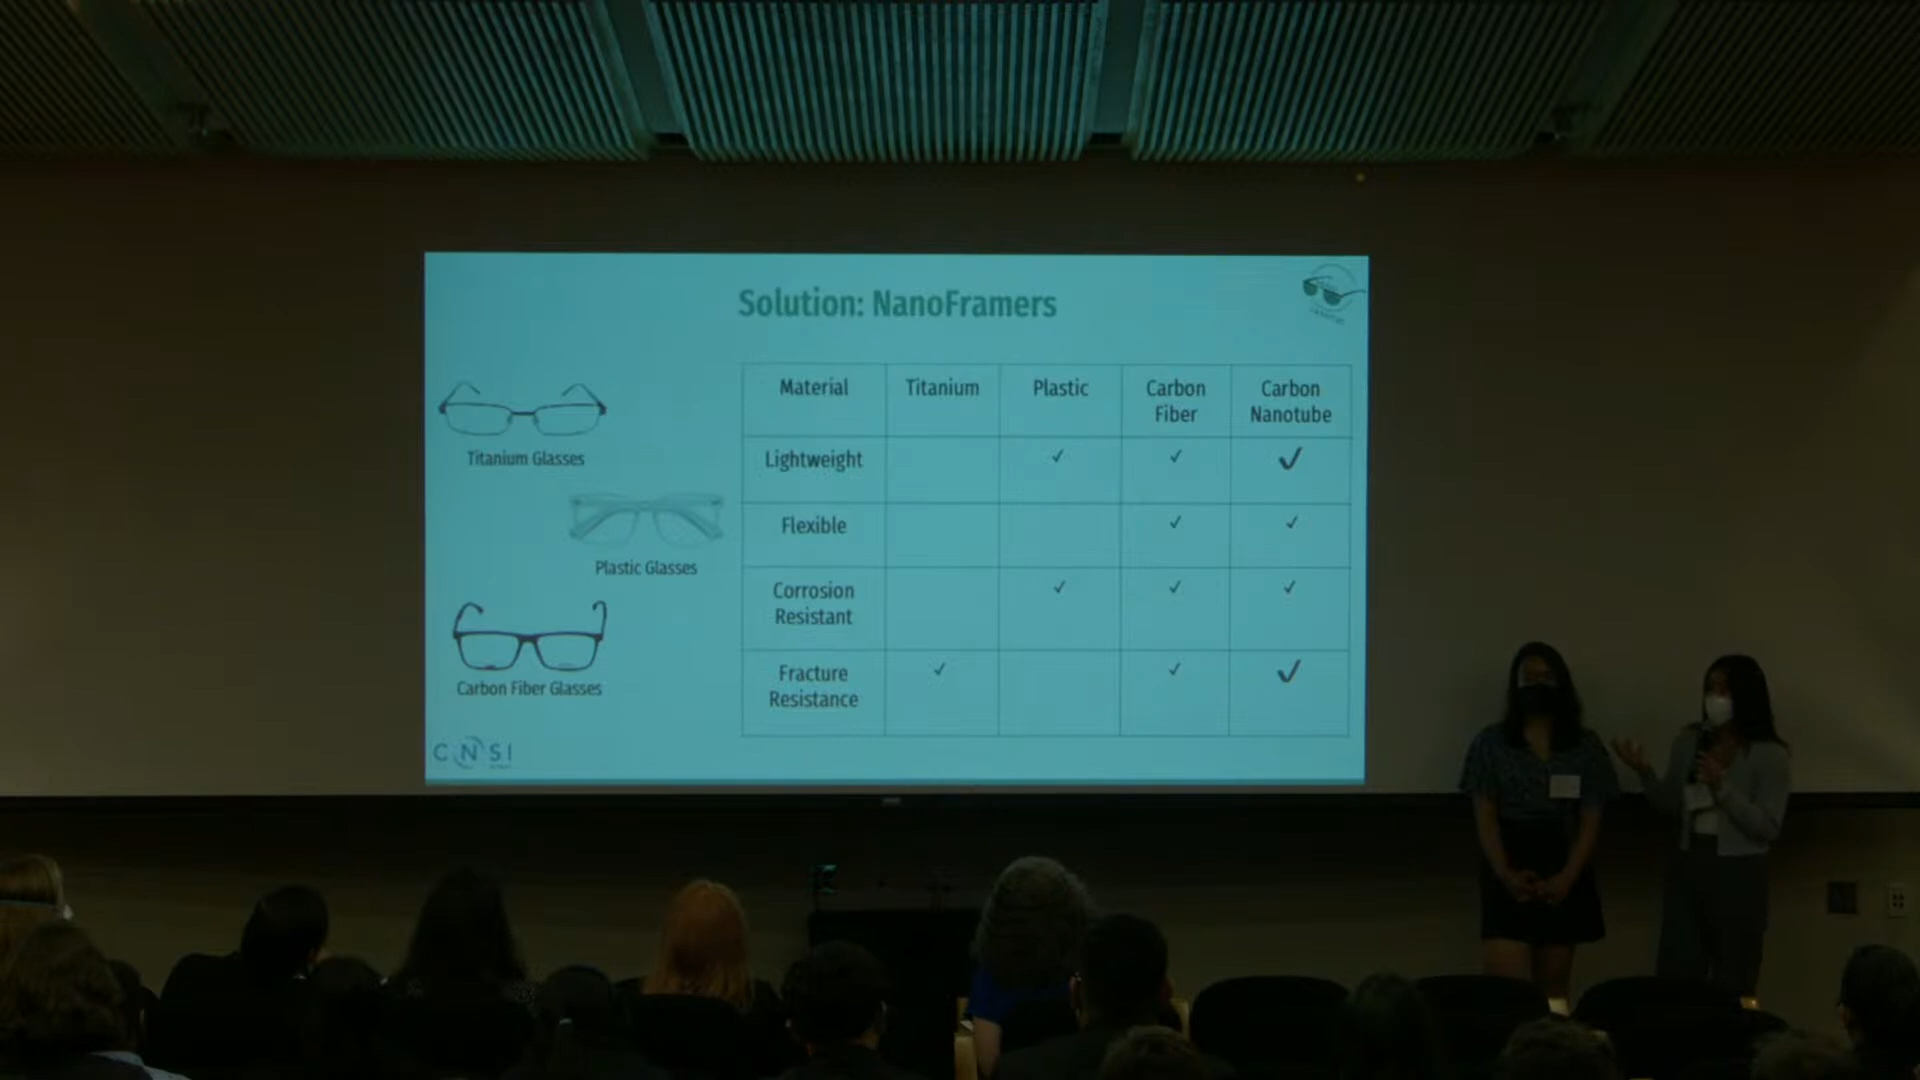 Solution: NanoFramers
Titanium Glasses
Plastic Glasses
Carbon Fiber Glasses
Material Titanium Plastic Carbon Fiber Carbon Nanotube
Lightweight ✓ ✓ ✓
Flexible ✓ ✓
Corrosion Resistant ✓ ✓ ✓
Fracture Resistance ✓ ✓ ✓
CNSI